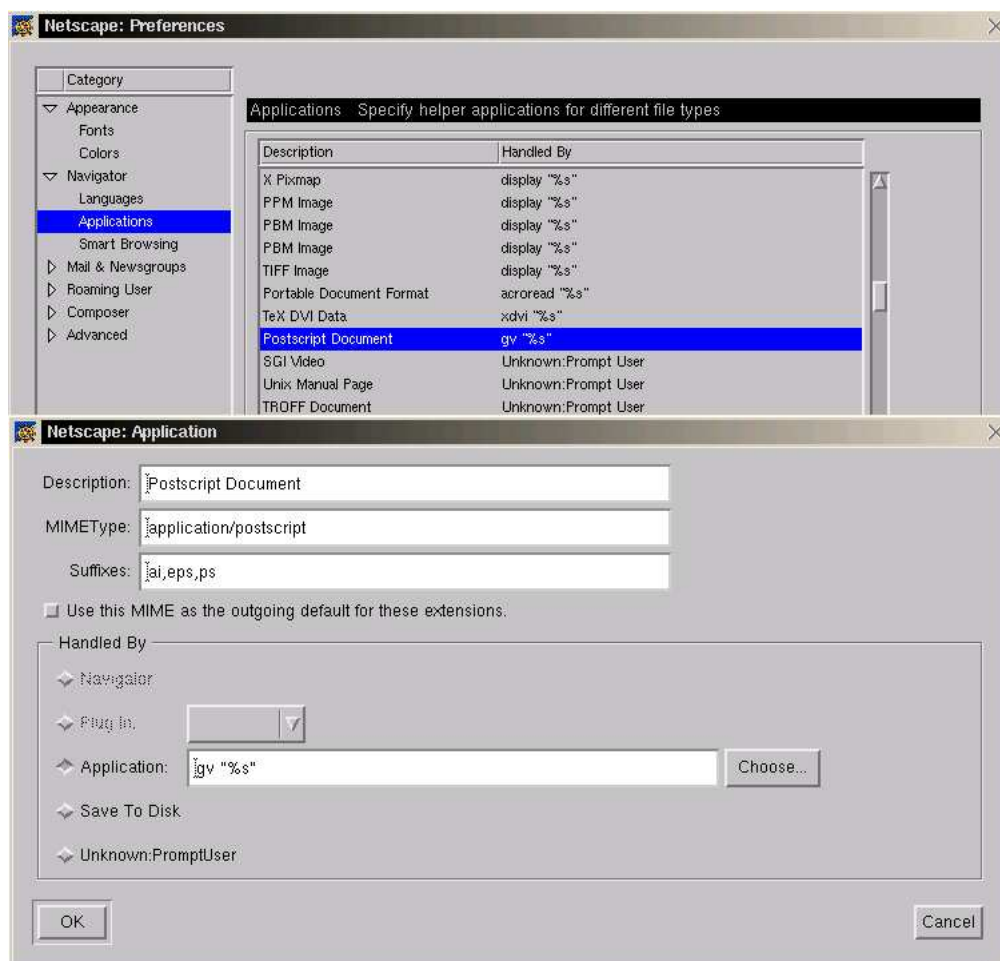 Netscape: Preferences
Category
Appearance
Fonts
Colors
Navigator
Languages
Applications
Smart Browsing
Mail & Newsgroups
Roaming User
Composer
Advanced
Applications Specify helper applications for different file types
Description Handled By
X Pixmap display "%s"
PPM Image display "%s"
PBM Image display "%s"
PBM Image display "%s"
TIFF Image display "%s"
Portable Document Format acroread "%s"
TeX DVI Data xdvi "%s"
Postscript Document gv "%s"
SGI Video Unknown:Prompt User
Unix Manual Page Unknown:Prompt User
TROFF Document Unknown:Prompt User
Netscape: Application
Description: Postscript Document
MIMEType: application/postscript
Suffixes: ai,eps,ps
Use this MIME as the outgoing default for these extensions.
Handled By
Navigator
Plug In:
Application: gv "%s" Choose...
Save To Disk
Unknown:PromptUser
OK Cancel